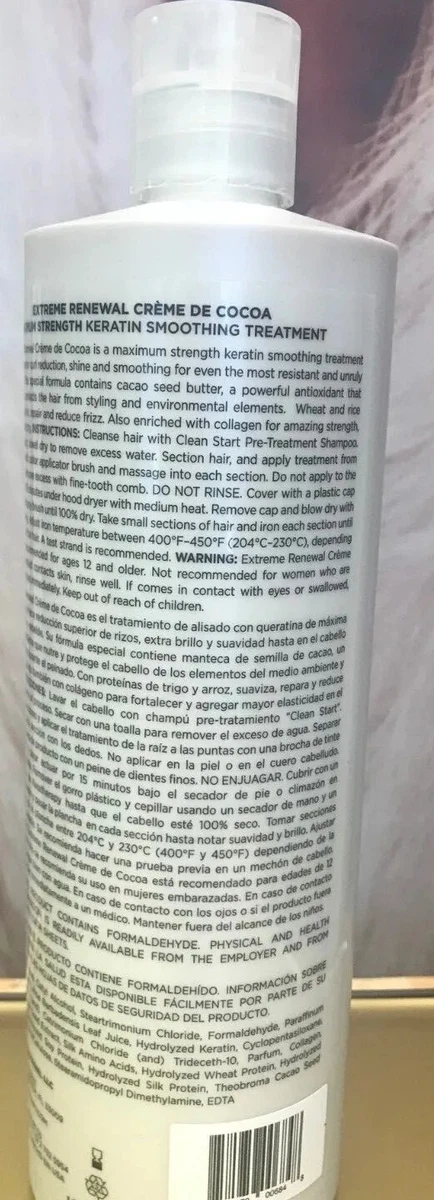 EXTREME RENEWAL CRÈME DE COCOA
STRENGTH KERATIN SMOOTHING TREATMENT
Crème de Cocoa is a maximum strength keratin smoothing treatment
reduction, shine and smoothing for even the most resistant and unruly
special formula contains cacao seed butter, a powerful antioxidant that
the hair from styling and environmental elements. Wheat and rice
repair and reduce frizz. Also enriched with collagen for amazing strength,
INSTRUCTIONS: Cleanse hair with Clean Start Pre-Treatment Shampoo,
dry to remove excess water. Section hair, and apply treatment from
applicator brush and massage into each section. Do not apply to the
excess with fine-tooth comb. DO NOT RINSE. Cover with a plastic cap
under hood dryer with medium heat. Remove cap and blow dry with
until 100% dry. Take small sections of hair and iron each section until
iron temperature between 400°F-450°F (204°C-230°C), depending
A test strand is recommended. WARNING: Extreme Renewal Crème
for ages 12 and older. Not recommended for women who are
contacts skin, rinse well. If comes in contact with eyes or swallowed,
Keep out of reach of children.
Crème de Cocoa es el tratamiento de alisado con queratina de máxima
reducción superior de rizos, extra brillo y suavidad hasta en el cabello
Su fórmula especial contiene manteca de semilla de cacao, un
nutre y protege el cabello de los elementos del medio ambiente y
el peinado. Con proteínas de trigo y arroz, suaviza, repara y reduce
con colágeno para fortalecer y agregar mayor elasticidad en el
Lavar el cabello con champú pre-tratamiento "Clean Start".
Secar con una toalla para remover el exceso de agua. Separar
y aplicar el tratamiento de la raíz a las puntas con una brocha de tinte
con los dedos. No aplicar en la piel o en el cuero cabelludo.
producto con un peine de dientes finos. NO ENJUAGAR. Cubrir con un
por 15 minutos bajo el secador de pie o climazón en
el gorro plástico y cepillar usando un secador de mano y un
hasta que el cabello esté 100% seco. Tomar secciones
plancha en cada sección hasta notar suavidad y brillo. Ajustar
entre 204°C y 230°C (400°F y 450°F) dependiendo de la
recomienda hacer una prueba previa en un mechón de cabello.
Crème de Cocoa está recomendado para edades de 12
recomienda su uso en mujeres embarazadas. En caso de contacto
con agua. En caso de contacto con los ojos o si el producto fuera
a un médico. Mantener fuera del alcance de los niños.
CONTAINS FORMALDEHYDE. PHYSICAL AND HEALTH
IS READILY AVAILABLE FROM THE EMPLOYER AND FROM
SHEETS.
PRODUCTO CONTIENE FORMALDEHÍDO. INFORMACIÓN SOBRE
LA SALUD ESTA DISPONIBLE FÁCILMENTE POR PARTE DE SU
DE DATOS DE SEGURIDAD DEL PRODUCTO.
Alcohol, Steartrimonium Chloride, Formaldehyde, Paraffinum
Leaf Juice, Hydrolyzed Keratin, Cyclopentasiloxane,
Chloride (and) Trideceth-10, Parfum, Collagen,
Silk Amino Acids, Hydrolyzed Wheat Protein, Hydrolyzed
Protein, Hydrolyzed Silk Protein, Theobroma Cacao Seed
Dimethylamine, EDTA
00684